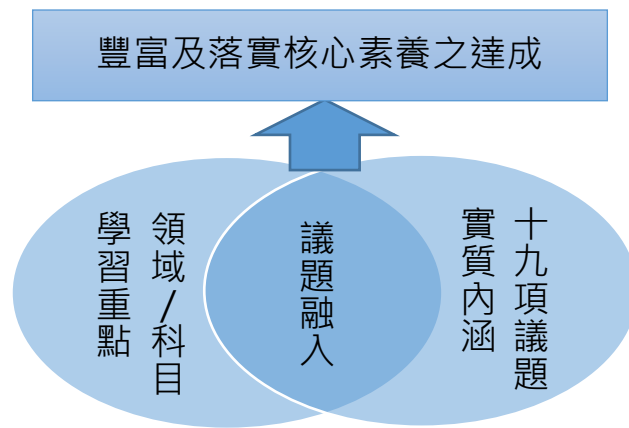 豐富及落實核心素養之達成
領域/科目
學習重點
議題融入
十九項議題
實質內涵